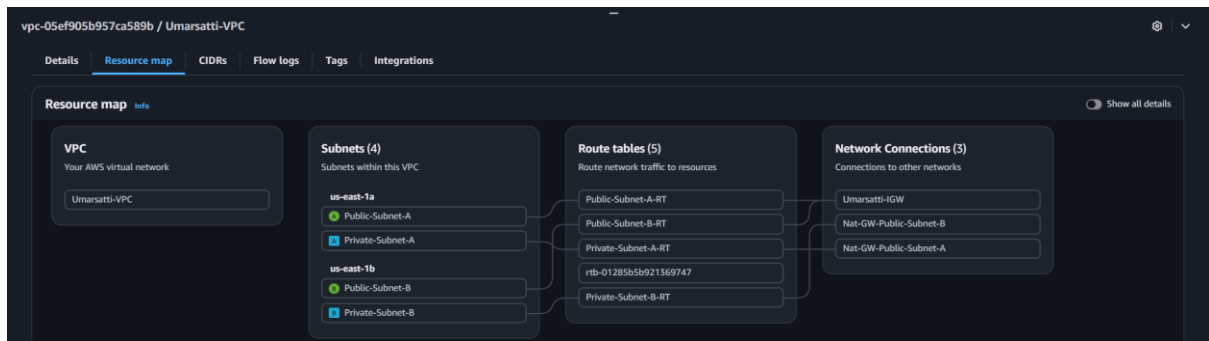 vpc-05ef905b957ca589b / Umarsatti-VPC
Details Resource map CIDRs Flow logs Tags Integrations
Resource map Info
Show all details
VPC
Your AWS virtual network
Umarsatti-VPC
Subnets (4)
Subnets within this VPC
us-east-1a
A Public-Subnet-A
A Private-Subnet-A
us-east-1b
B Public-Subnet-B
B Private-Subnet-B
Route tables (5)
Route network traffic to resources
Public-Subnet-A-RT
Public-Subnet-B-RT
Private-Subnet-A-RT
rtb-01285b5b921369747
Private-Subnet-B-RT
Network Connections (3)
Connections to other networks
Umarsatti-IGW
Nat-GW-Public-Subnet-B
Nat-GW-Public-Subnet-A